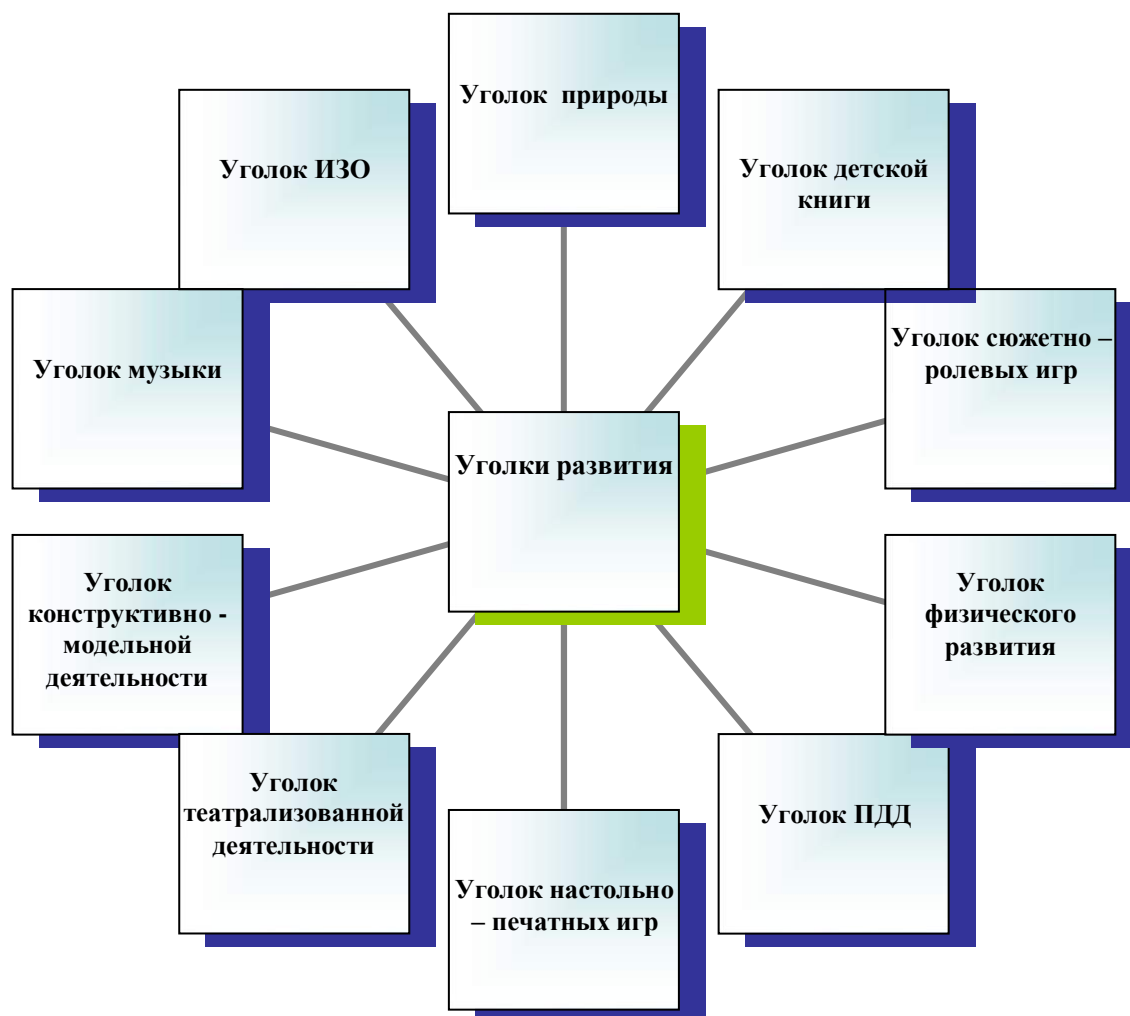 Уголок природы
Уголок ИЗО
Уголок детской
книги
Уголок музыки
Уголок сюжетно –
ролевых игр
Уголки развития
Уголок
конструктивно -
модельной
деятельности
Уголок
физического
развития
Уголок
театрализованной
деятельности
Уголок настольно
– печатных игр
Уголок ПДД